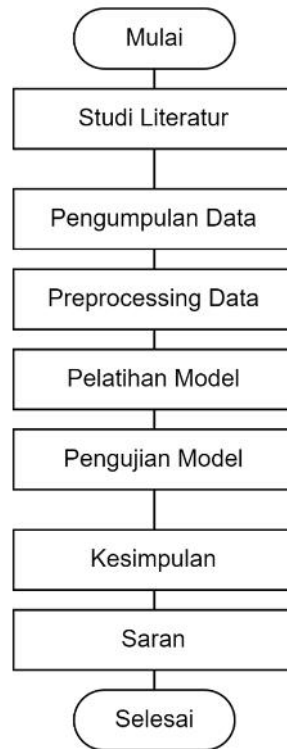 Mulai
Studi Literatur
Pengumpulan Data
Preprocessing Data
Pelatihan Model
Pengujian Model
Kesimpulan
Saran
Selesai